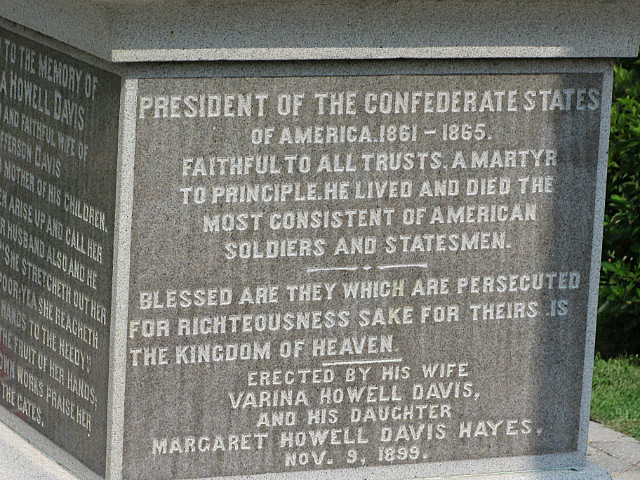 TO THE MEMORY OF
HOWELL DAVIS
AND FAITHFUL WIFE OF
DAVIS
MOTHER OF HIS CHILDREN.
ARISE UP AND CALL HER
HUSBAND ALSO AND HE
SHE STRETCHETH OUT HER
POOR; YEA SHE REACHETH
HANDS TO THE NEEDY;
THE FRUIT OF HER HANDS;
WORKS PRAISE HER
THE GATES.
PRESIDENT OF THE CONFEDERATE STATES
OF AMERICA. 1861 - 1865.
FAITHFUL TO ALL TRUSTS, A MARTYR
TO PRINCIPLE. HE LIVED AND DIED THE
MOST CONSISTENT OF AMERICAN
SOLDIERS AND STATESMEN.
BLESSED ARE THEY WHICH ARE PERSECUTED
FOR RIGHTEOUSNESS SAKE FOR THEIRS IS
THE KINGDOM OF HEAVEN
ERECTED BY HIS WIFE
VARINA HOWELL DAVIS,
AND HIS DAUGHTER
MARGARET HOWELL DAVIS HAYES,
NOV. 9, 1899.